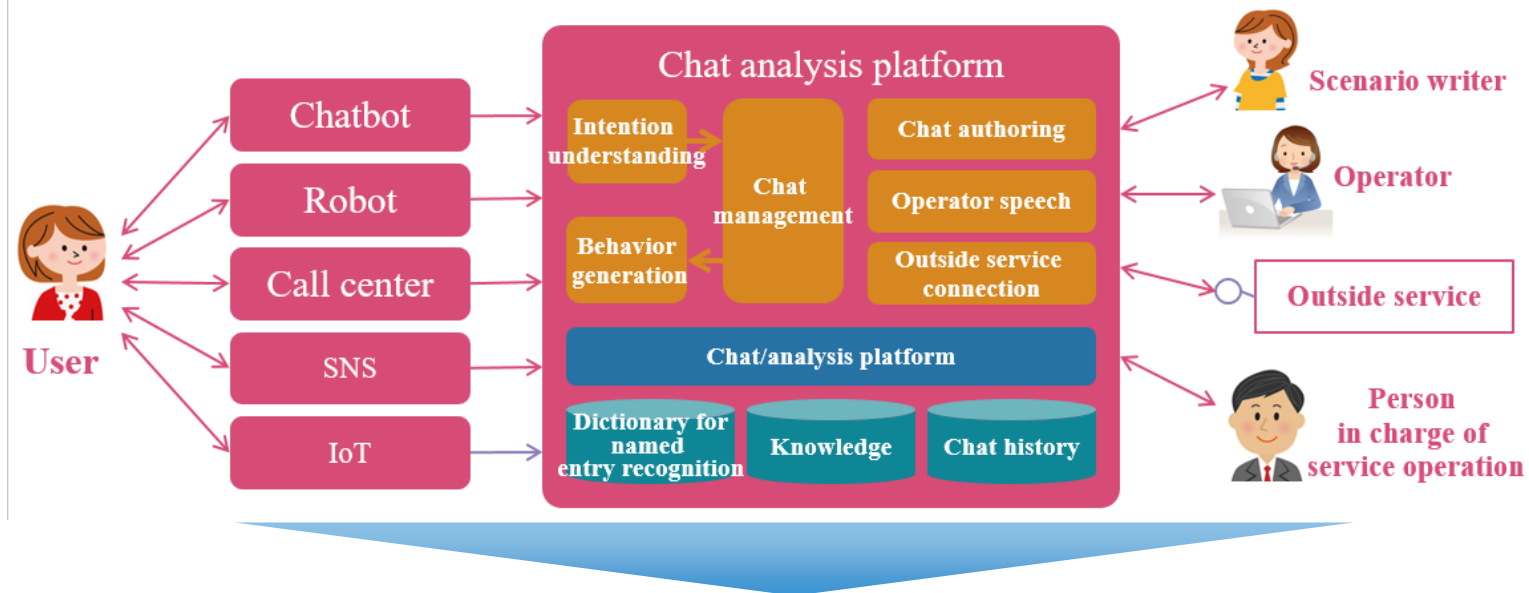 Chat analysis platform
Chatbot
Robot
Call center
SNS
IoT
User
Intention
understanding
Behavior
generation
Chat
management
Chat authoring
Operator speech
Outside service
connection
Chat/analysis platform
Dictionary for
named
entry recognition
Knowledge
Chat history
Scenario writer
Operator
Outside service
Person
in charge of
service operation